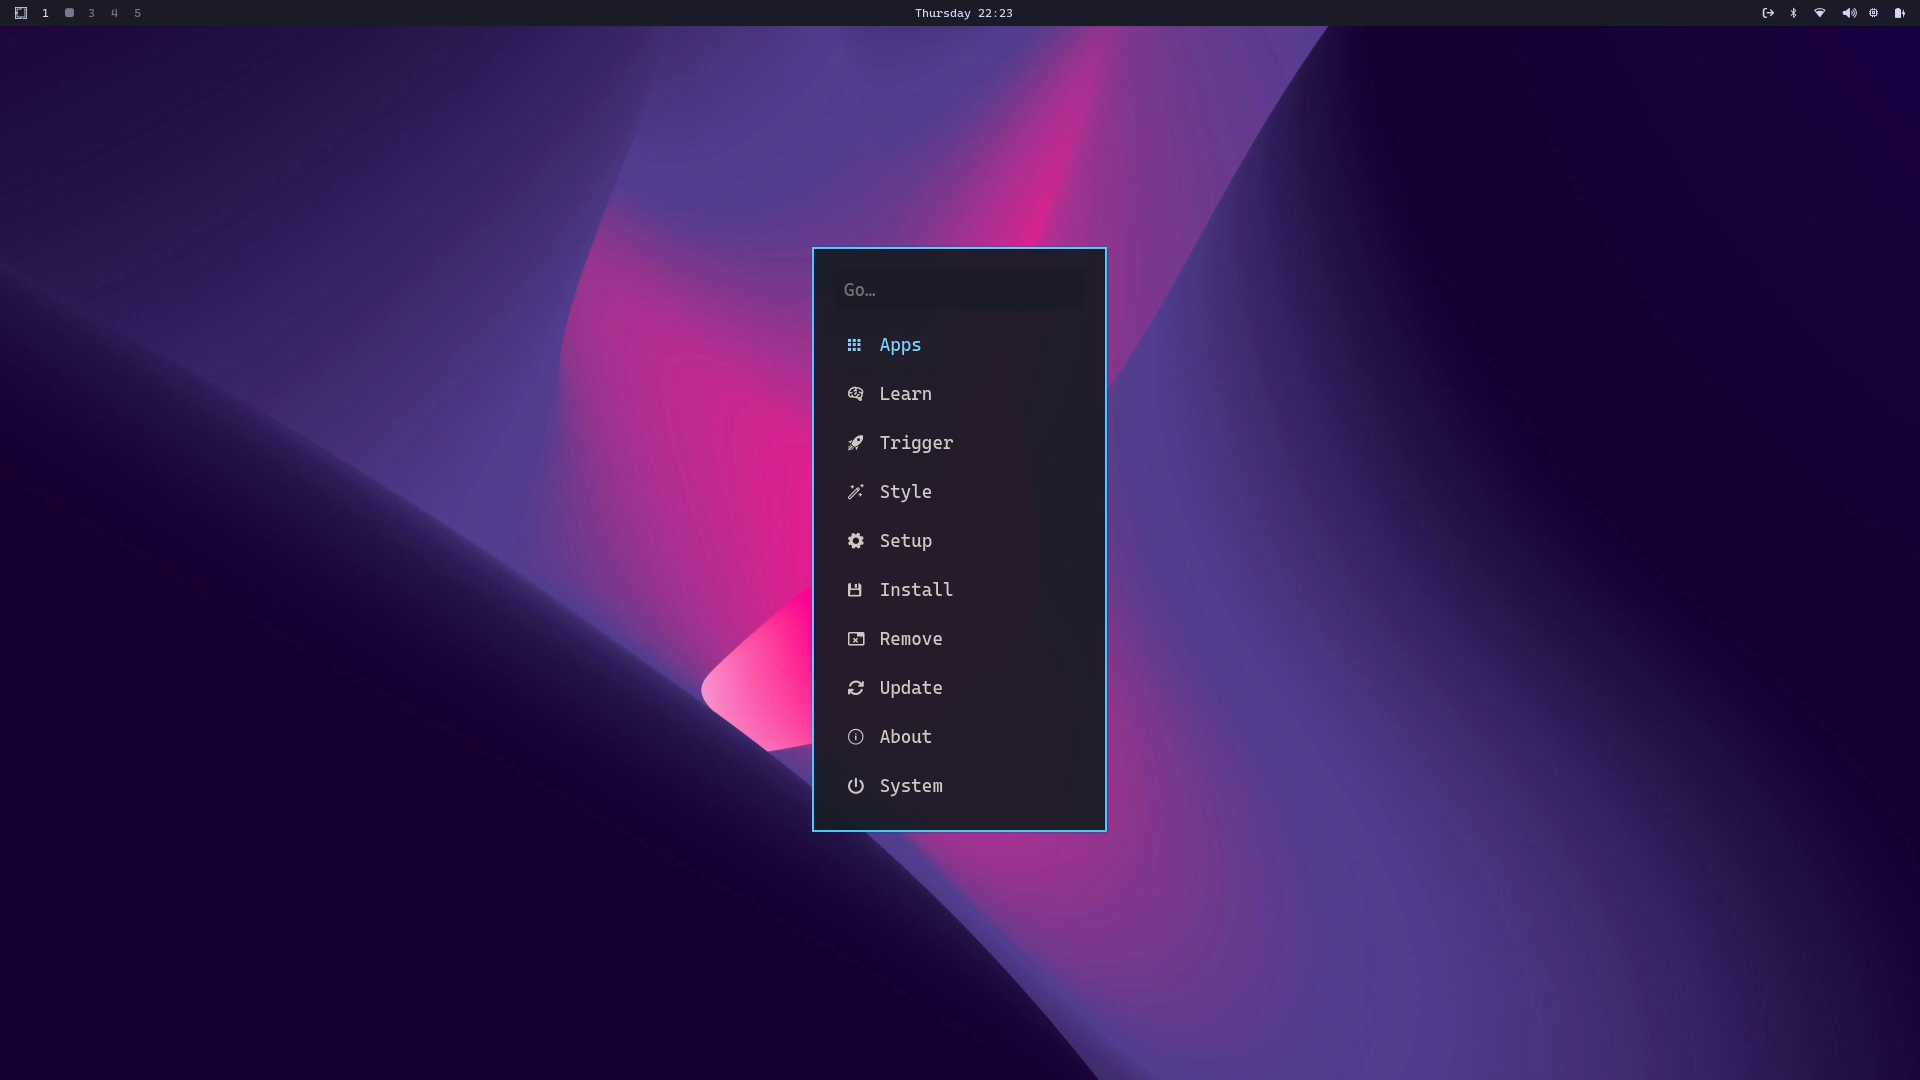 1 3 4 5 Thursday 22:23
Go…
Apps
Learn
Trigger
Style
Setup
Install
Remove
Update
About
System